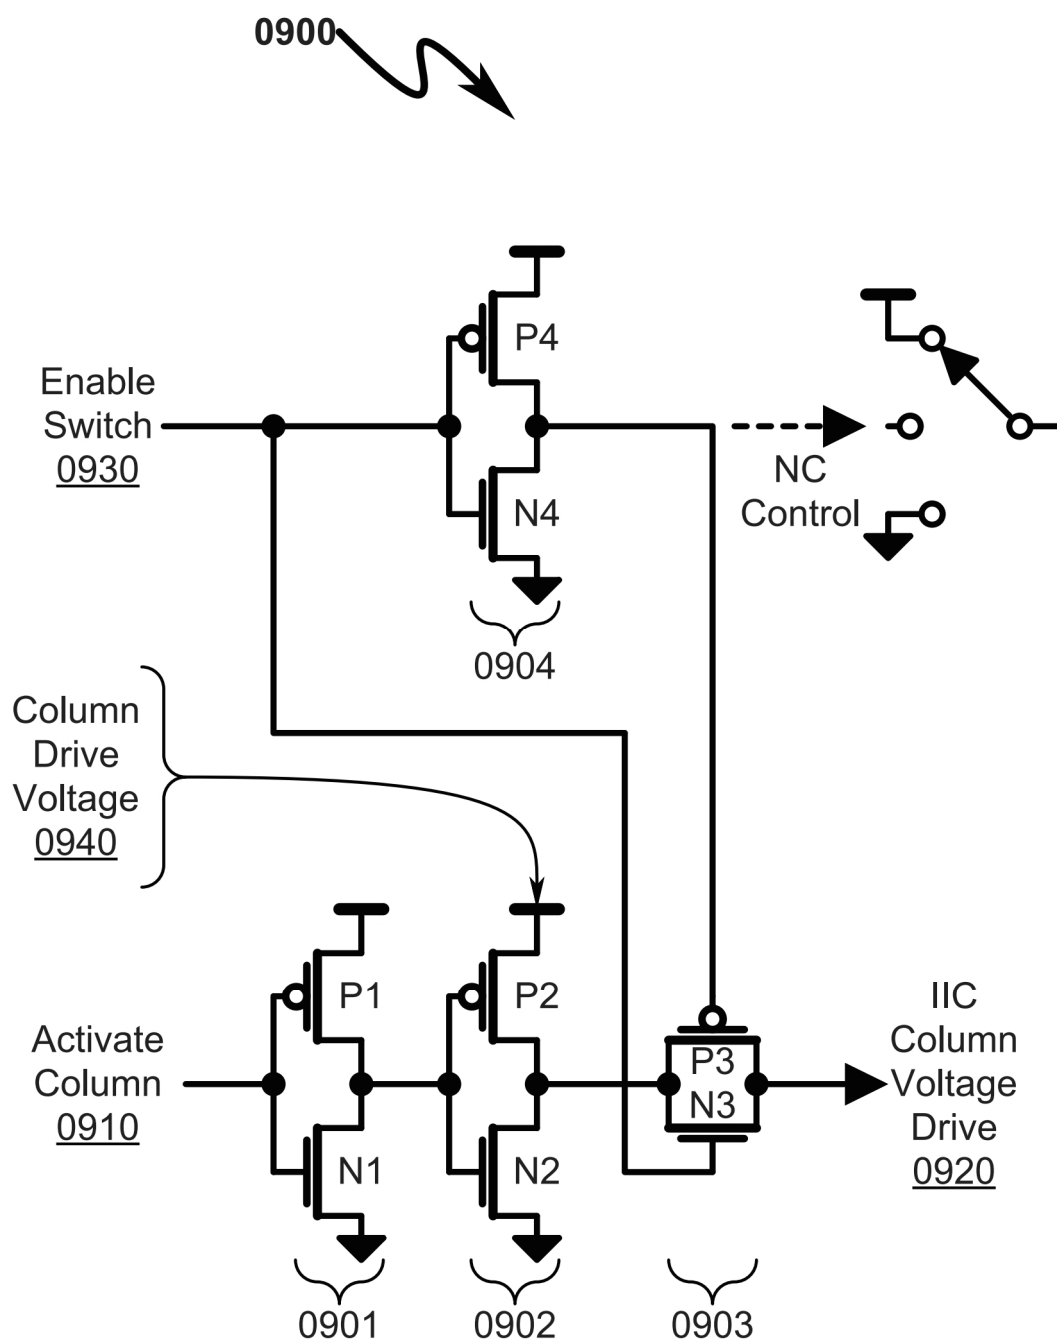 0900
P4
Enable
Switch
0930
NC
Control
N4
0904
Column
Drive
Voltage
0940
P1
P2
IIC
Column
Voltage
Drive
0920
Activate
Column
0910
P3
N3
N1
N2
0901
0902
0903